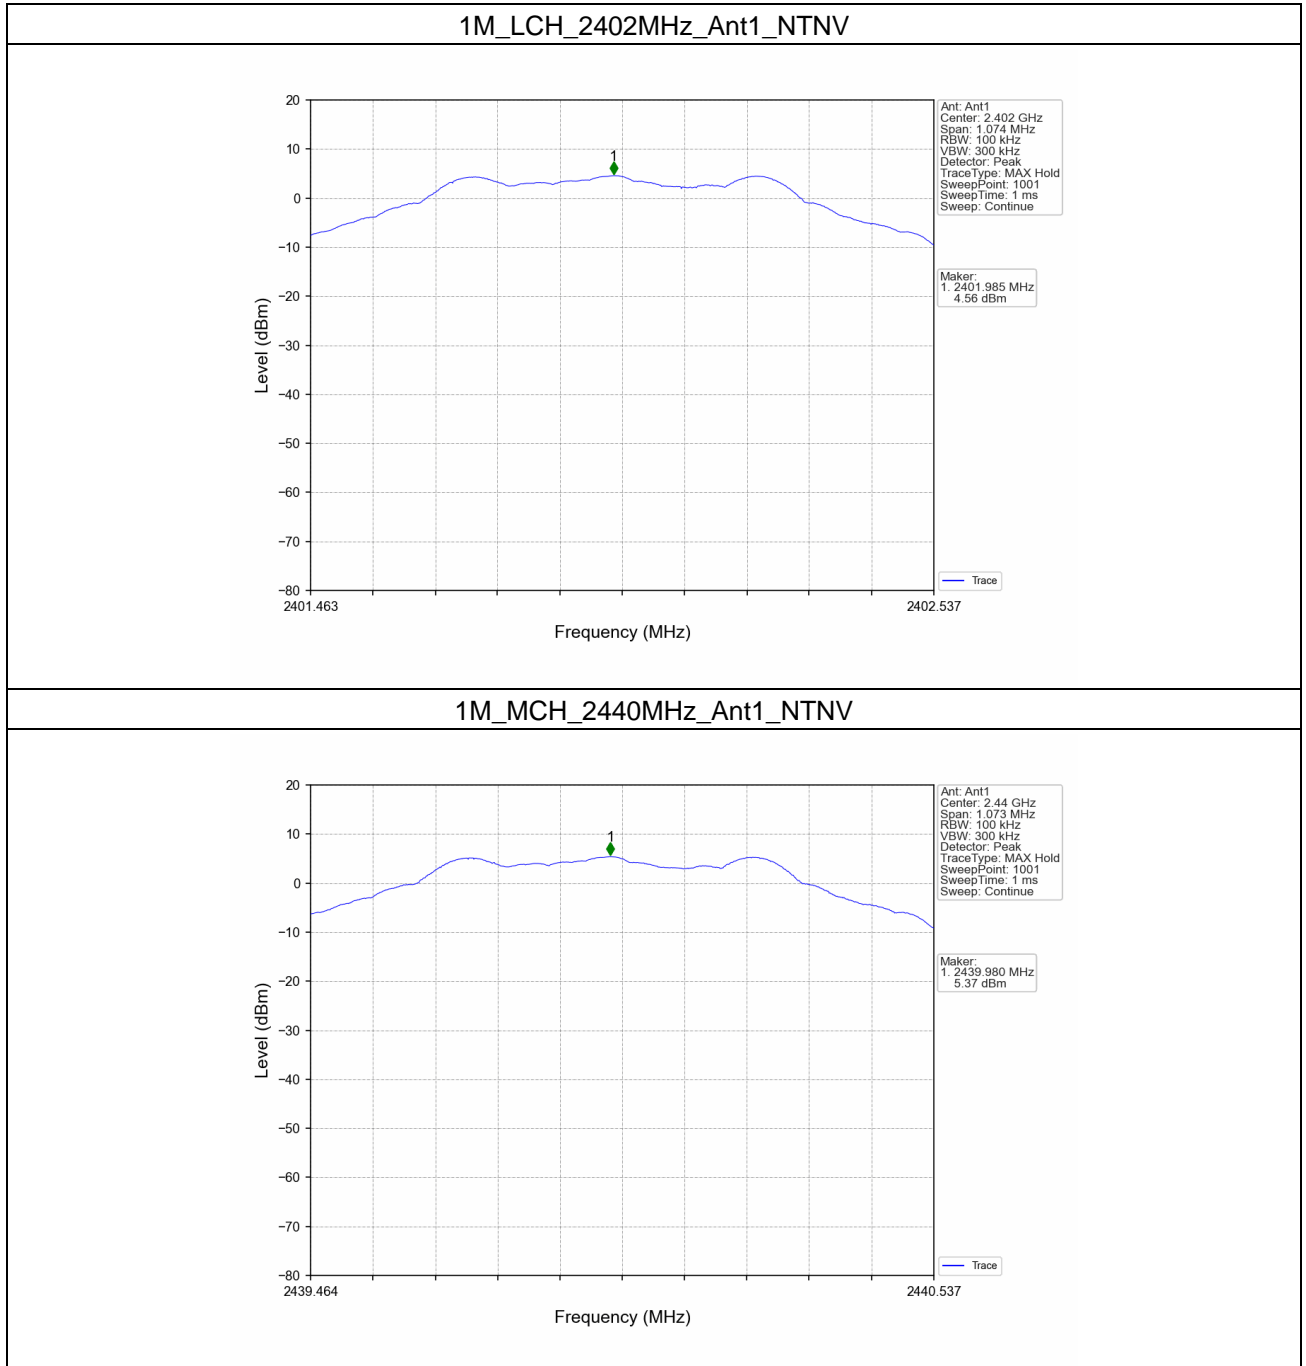 1M_LCH_2402MHz_Ant1_NTNV
20
10
0
−10
−20
−30
−40
−50
−60
−70
−80
Level (dBm)
1
2401.463
2402.537
Frequency (MHz)
Ant: Ant1
Center: 2.402 GHz
Span: 1.074 MHz
RBW: 100 kHz
VBW: 300 kHz
Detector: Peak
TraceType: MAX Hold
SweepPoint: 1001
SweepTime: 1 ms
Sweep: Continue
Maker:
1. 2401.985 MHz
4.56 dBm
Trace
1M_MCH_2440MHz_Ant1_NTNV
20
10
0
−10
−20
−30
−40
−50
−60
−70
−80
Level (dBm)
1
2439.464
2440.537
Frequency (MHz)
Ant: Ant1
Center: 2.44 GHz
Span: 1.073 MHz
RBW: 100 kHz
VBW: 300 kHz
Detector: Peak
TraceType: MAX Hold
SweepPoint: 1001
SweepTime: 1 ms
Sweep: Continue
Maker:
1. 2439.980 MHz
5.37 dBm
Trace